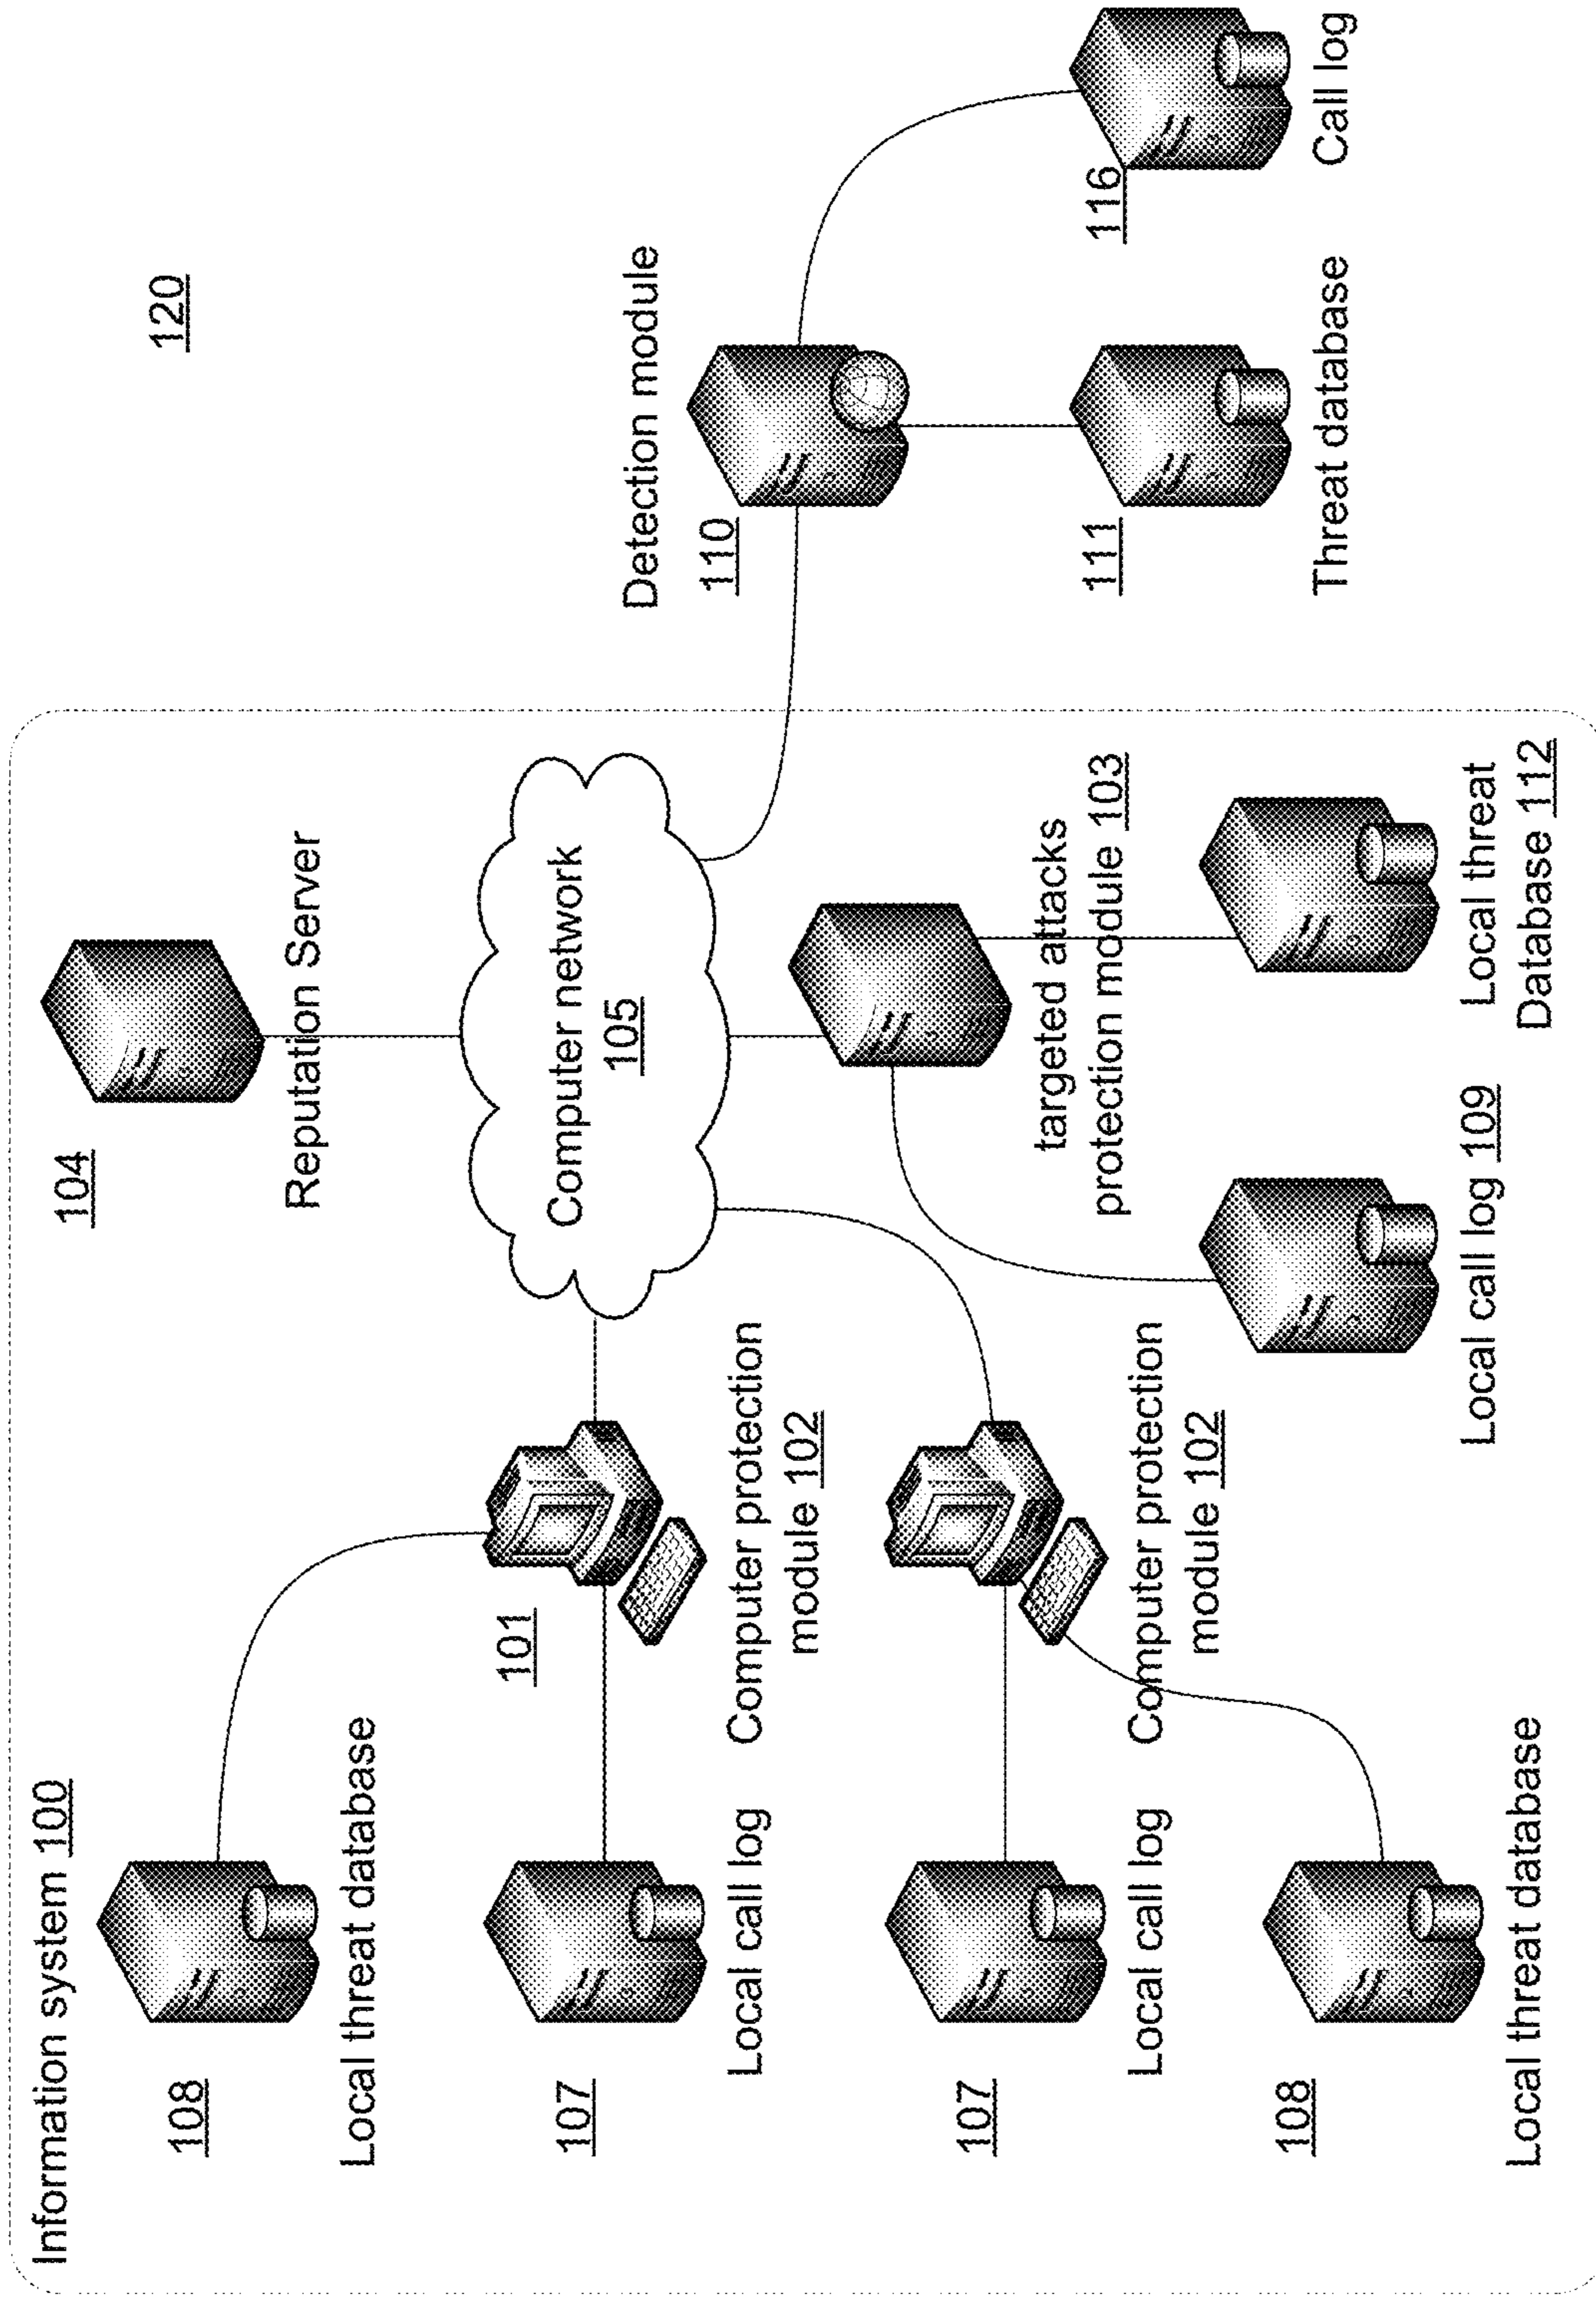 Information system 100
120
104
Reputation Server
108
Local threat database
Computer network
105
Detection module
110
101
107
Local call log
Computer protection
module 102
targeted attacks
protection module 103
111
116
107
Local call log
Computer protection
module 102
Threat database
Call log
108
Local threat database
Local call log 109
Local threat
Database 112